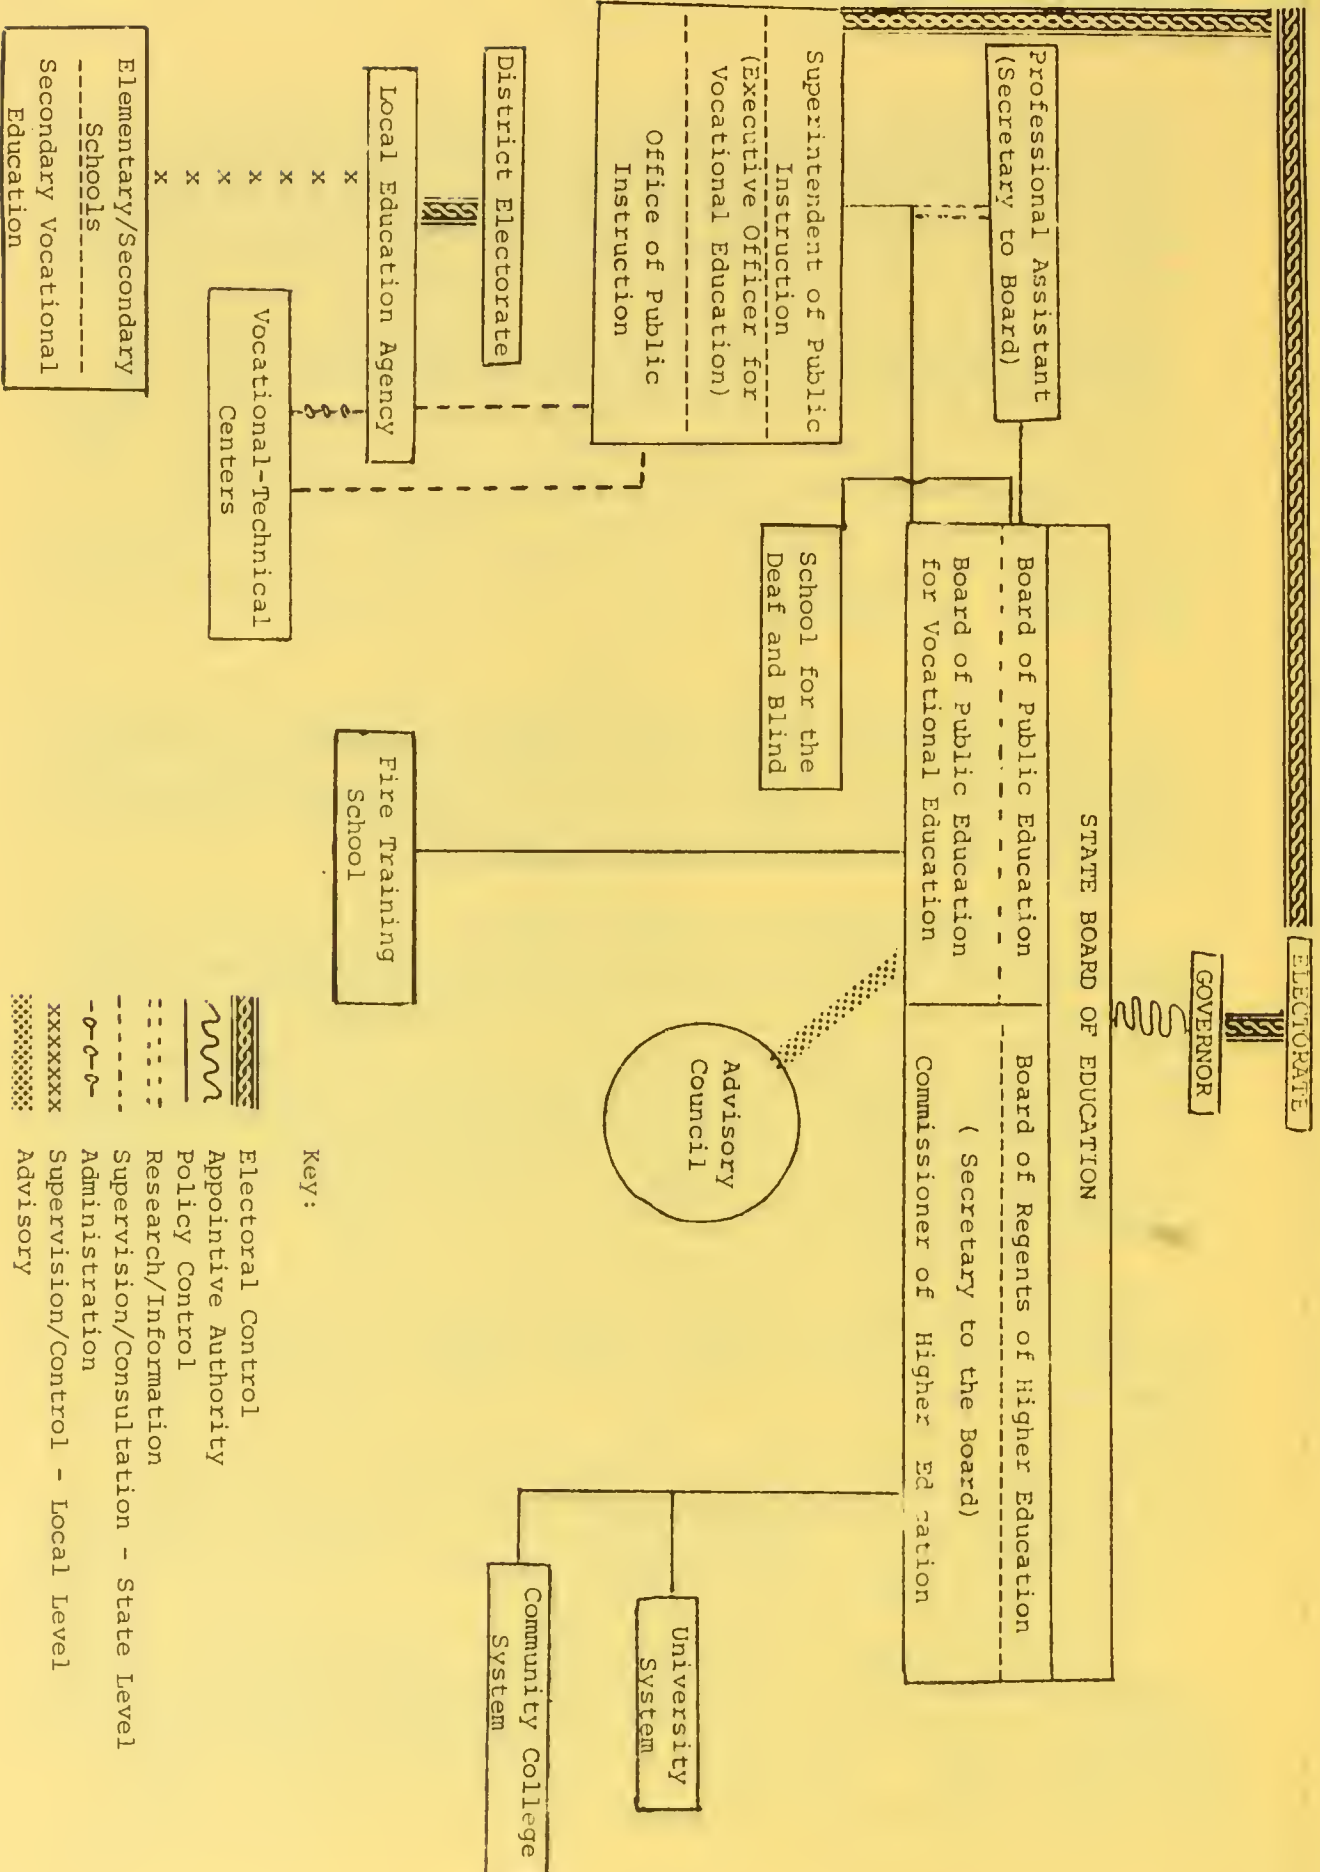 ELECTORATE
GOVERNOR
STATE BOARD OF EDUCATION
Board of Public Education
Board of Public Education
for Vocational Education
Board of Regents of Higher Education
( Secretary to the Board)
Commissioner of Higher
Professional Assistant
(Secretary to Board)
Superintendent of Public
Instruction
(Executive Officer for
Vocational Education)
Office of Public
Instruction
School for the
Deaf and Blind
District Electorate
Local Education Agency
Vocational-Technical
Centers
Elementary/Secondary
Schools
Secondary Vocational
Education
Fire Training
School
Advisory
Council
University
System
Community College
System
x
x
x
x
x
x
x
Key:
Electoral Control
Appointive Authority
Policy Control
Research/Information
Supervision/Consultation - State Level
-o-o-o- Administration
xxxxxxx Supervision/Control - Local Level
Advisory